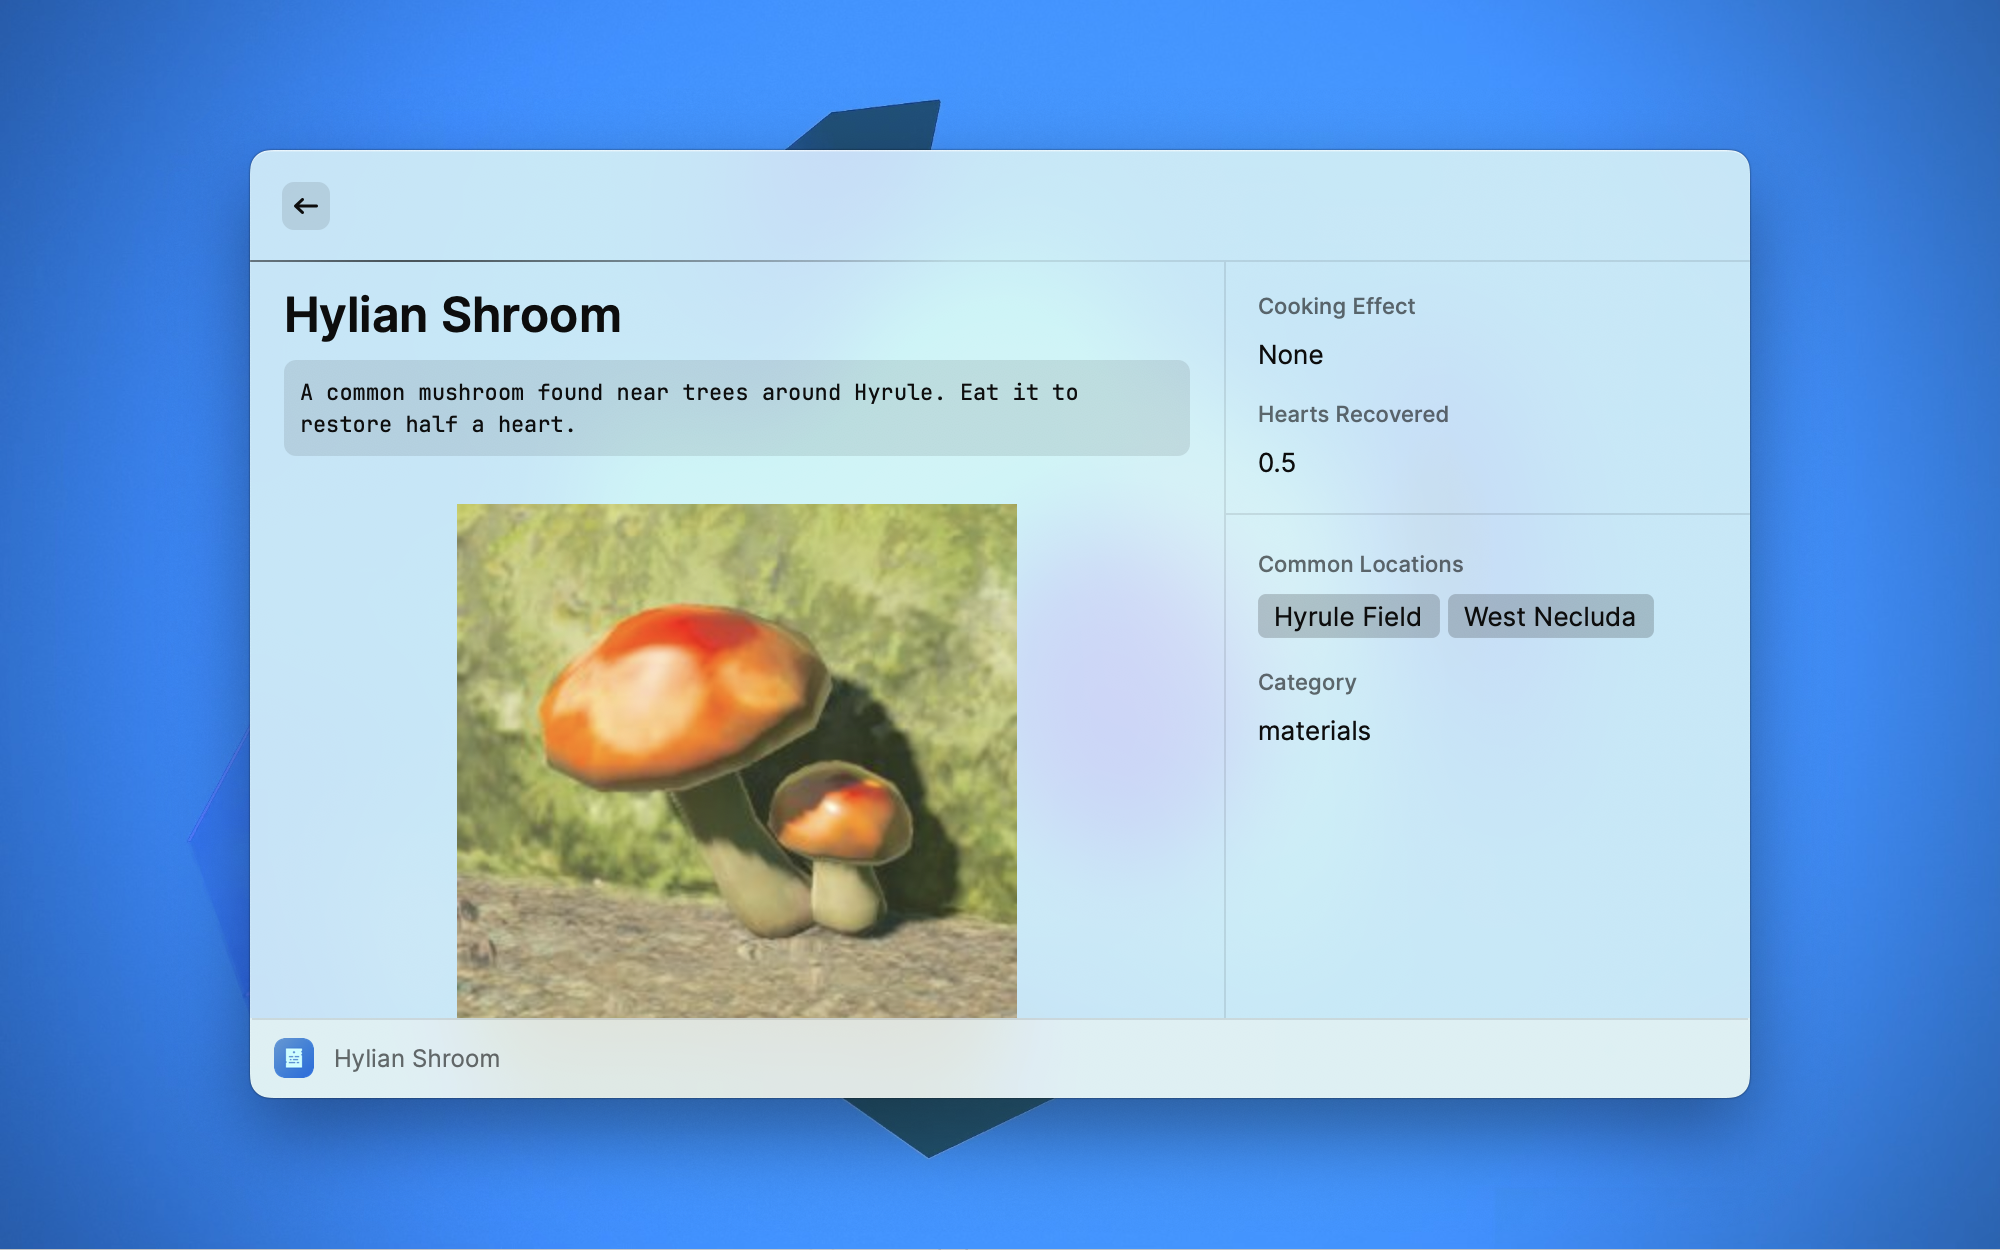 Hylian Shroom
A common mushroom found near trees around Hyrule. Eat it to
restore half a heart.
Cooking Effect
None
Hearts Recovered
0.5
Common Locations
Hyrule Field
West Necluda
Category
materials
Hylian Shroom